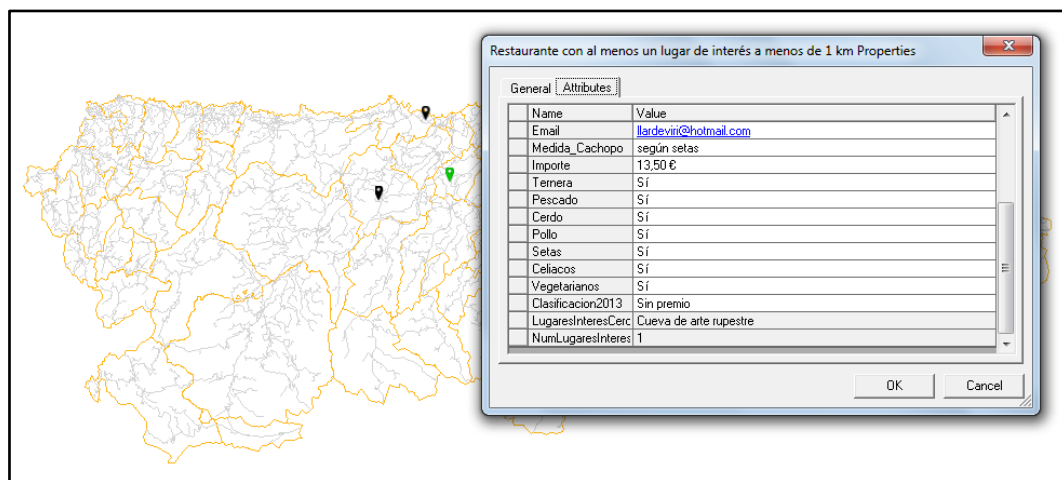 Restaurante con al menos un lugar de interés a menos de 1 km Properties
General Attributes
Name Value
Email llardeviri@hotmail.com
Medida_Cachopo según setas
Importe 13,50 €
Ternera Sí
Pescado Sí
Cerdo Sí
Pollo Sí
Setas Sí
Celiacos Sí
Vegetarianos Sí
Clasificacion2013 Sin premio
LugaresInteresCerc Cueva de arte rupestre
NumLugaresInteres 1
OK Cancel